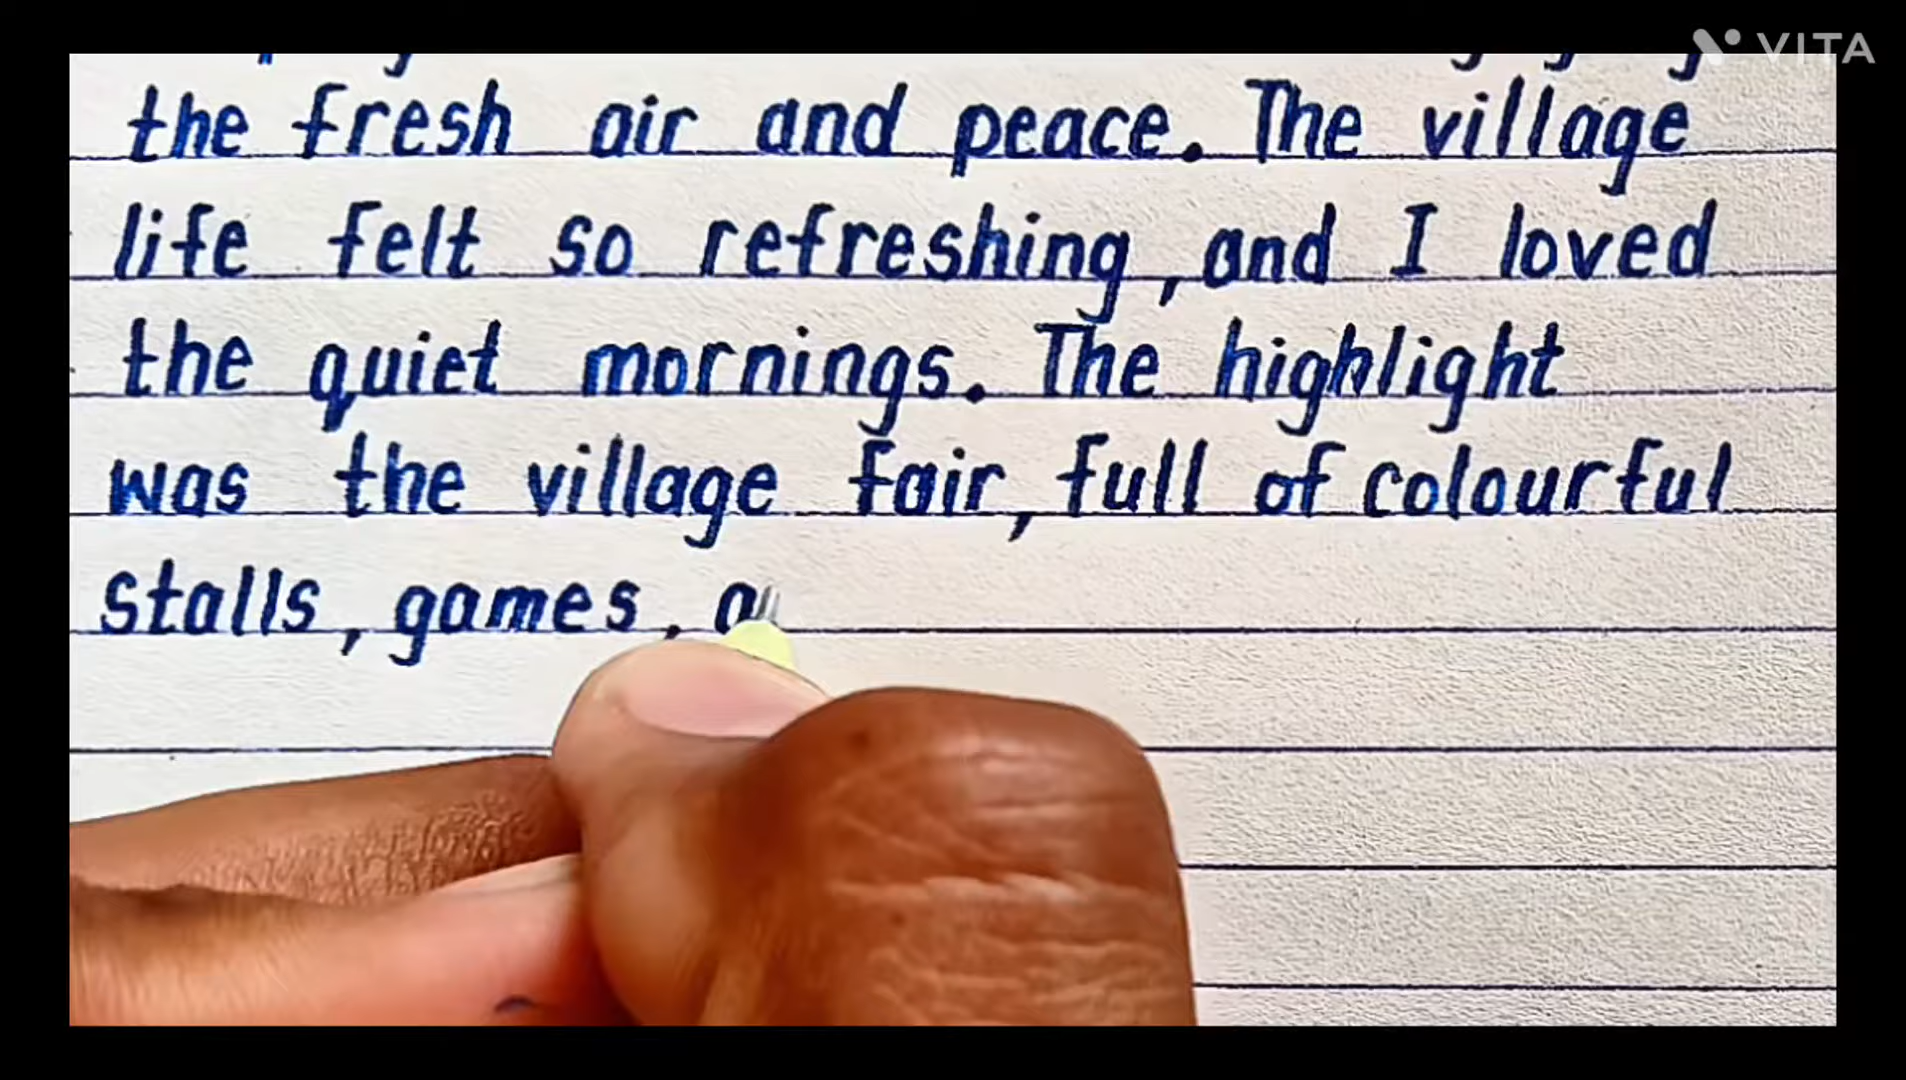 VITA
the fresh air and peace. The village
life felt so refreshing, and I loved
the quiet mornings. The highlight
was the village fair, full of colourful
stalls, games, a